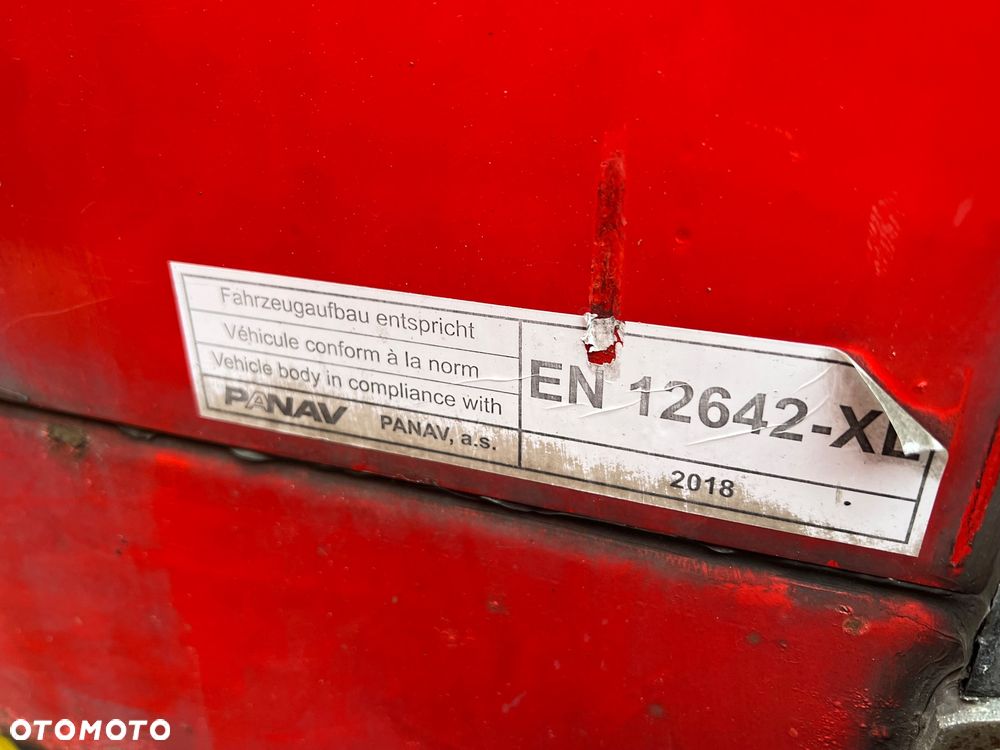 Fahrzeugaufbau entspricht
Véhicule conform à la norm
Vehicle body in compliance with
EN 12642-XL
PANAV PANAV, a.s.
2018
OTOMOTO